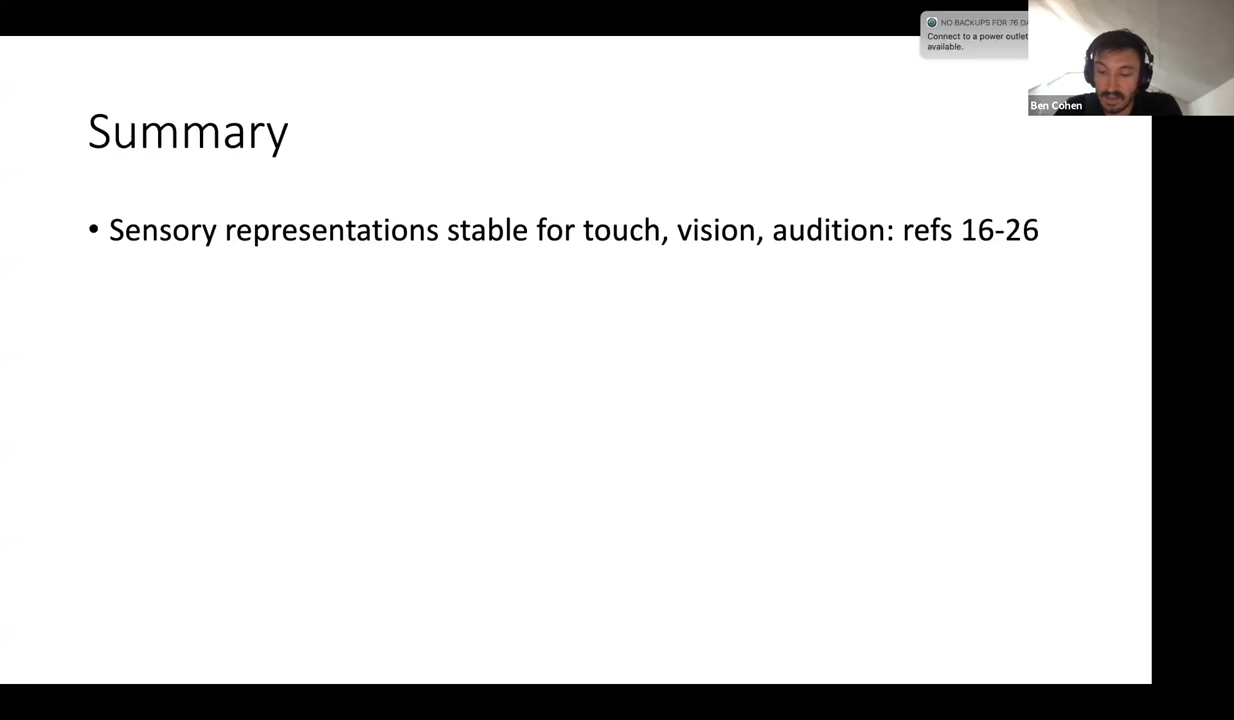 NO BACKUPS FOR 76
Connect to a power outlet
available.
Ben Cohen
Summary
• Sensory representations stable for touch, vision, audition: refs 16-26